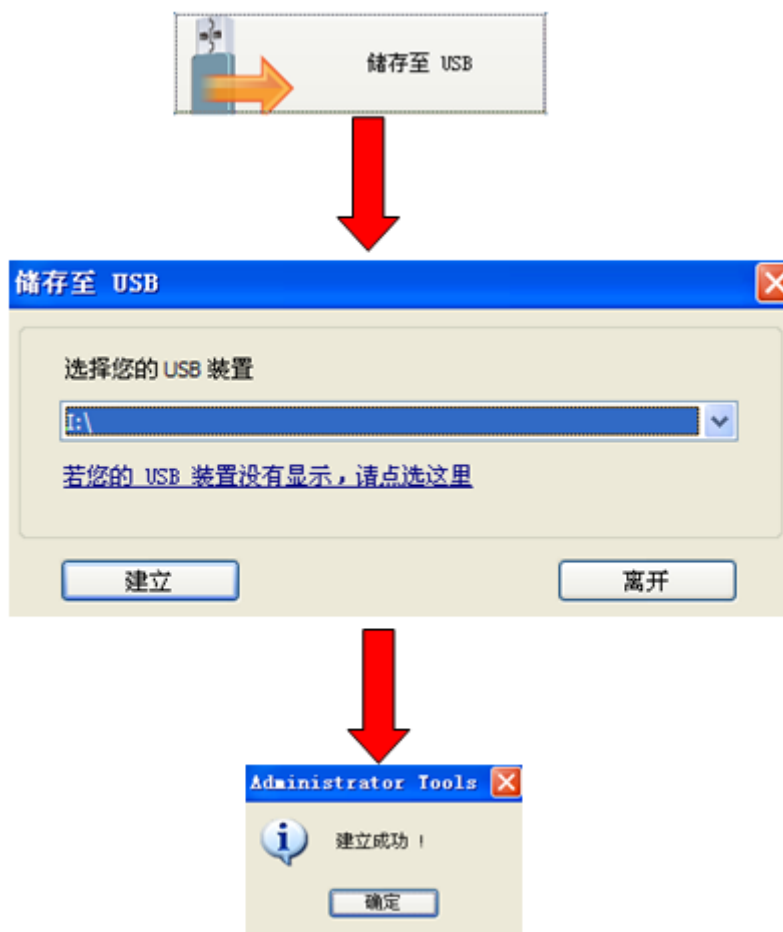 储存至 USB
储存至 USB
选择您的 USB 装置
I:\
若您的 USB 装置没有显示，请点选这里
建立
离开
Administrator Tools
建立成功 !
确定